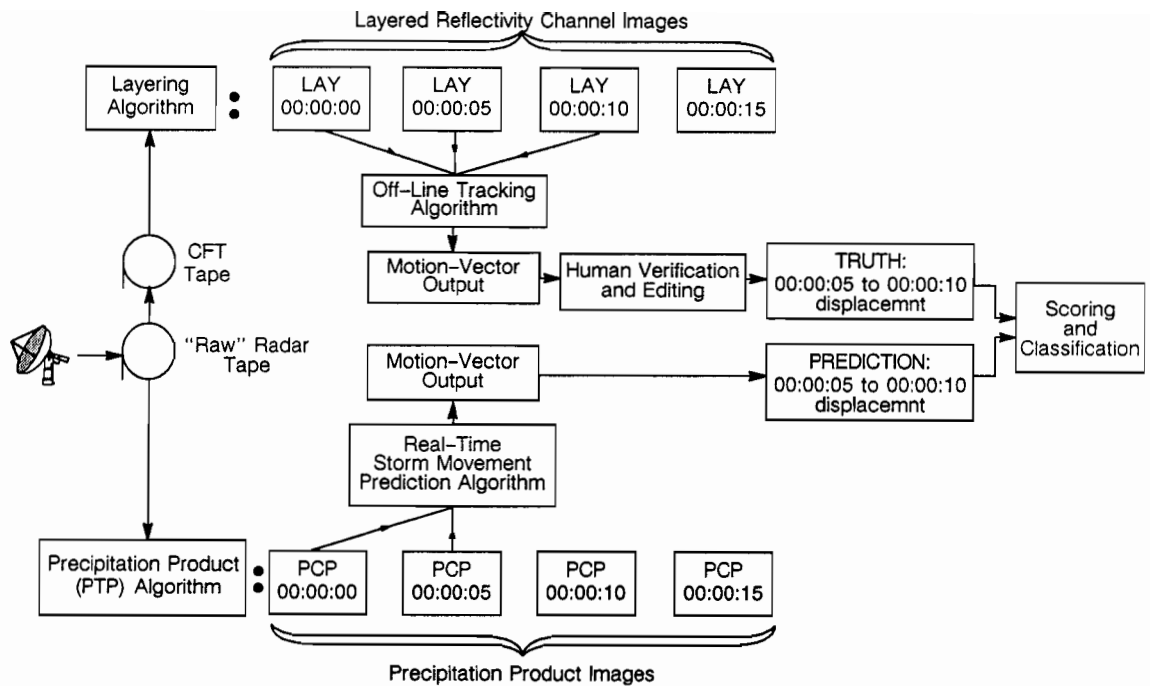 Layered Reflectivity Channel Images
Layering
Algorithm
:
LAY
00:00:00
LAY
00:00:05
LAY
00:00:10
LAY
00:00:15
Off-Line Tracking
Algorithm
CFT
Tape
Motion-Vector
Output
Human Verification
and Editing
TRUTH:
00:00:05 to 00:00:10
displacemnt
Scoring
and
Classification
"Raw" Radar
Tape
Motion-Vector
Output
PREDICTION:
00:00:05 to 00:00:10
displacemnt
Real-Time
Storm Movement
Prediction Algorithm
Precipitation Product
(PTP) Algorithm
:
PCP
00:00:00
PCP
00:00:05
PCP
00:00:10
PCP
00:00:15
Precipitation Product Images